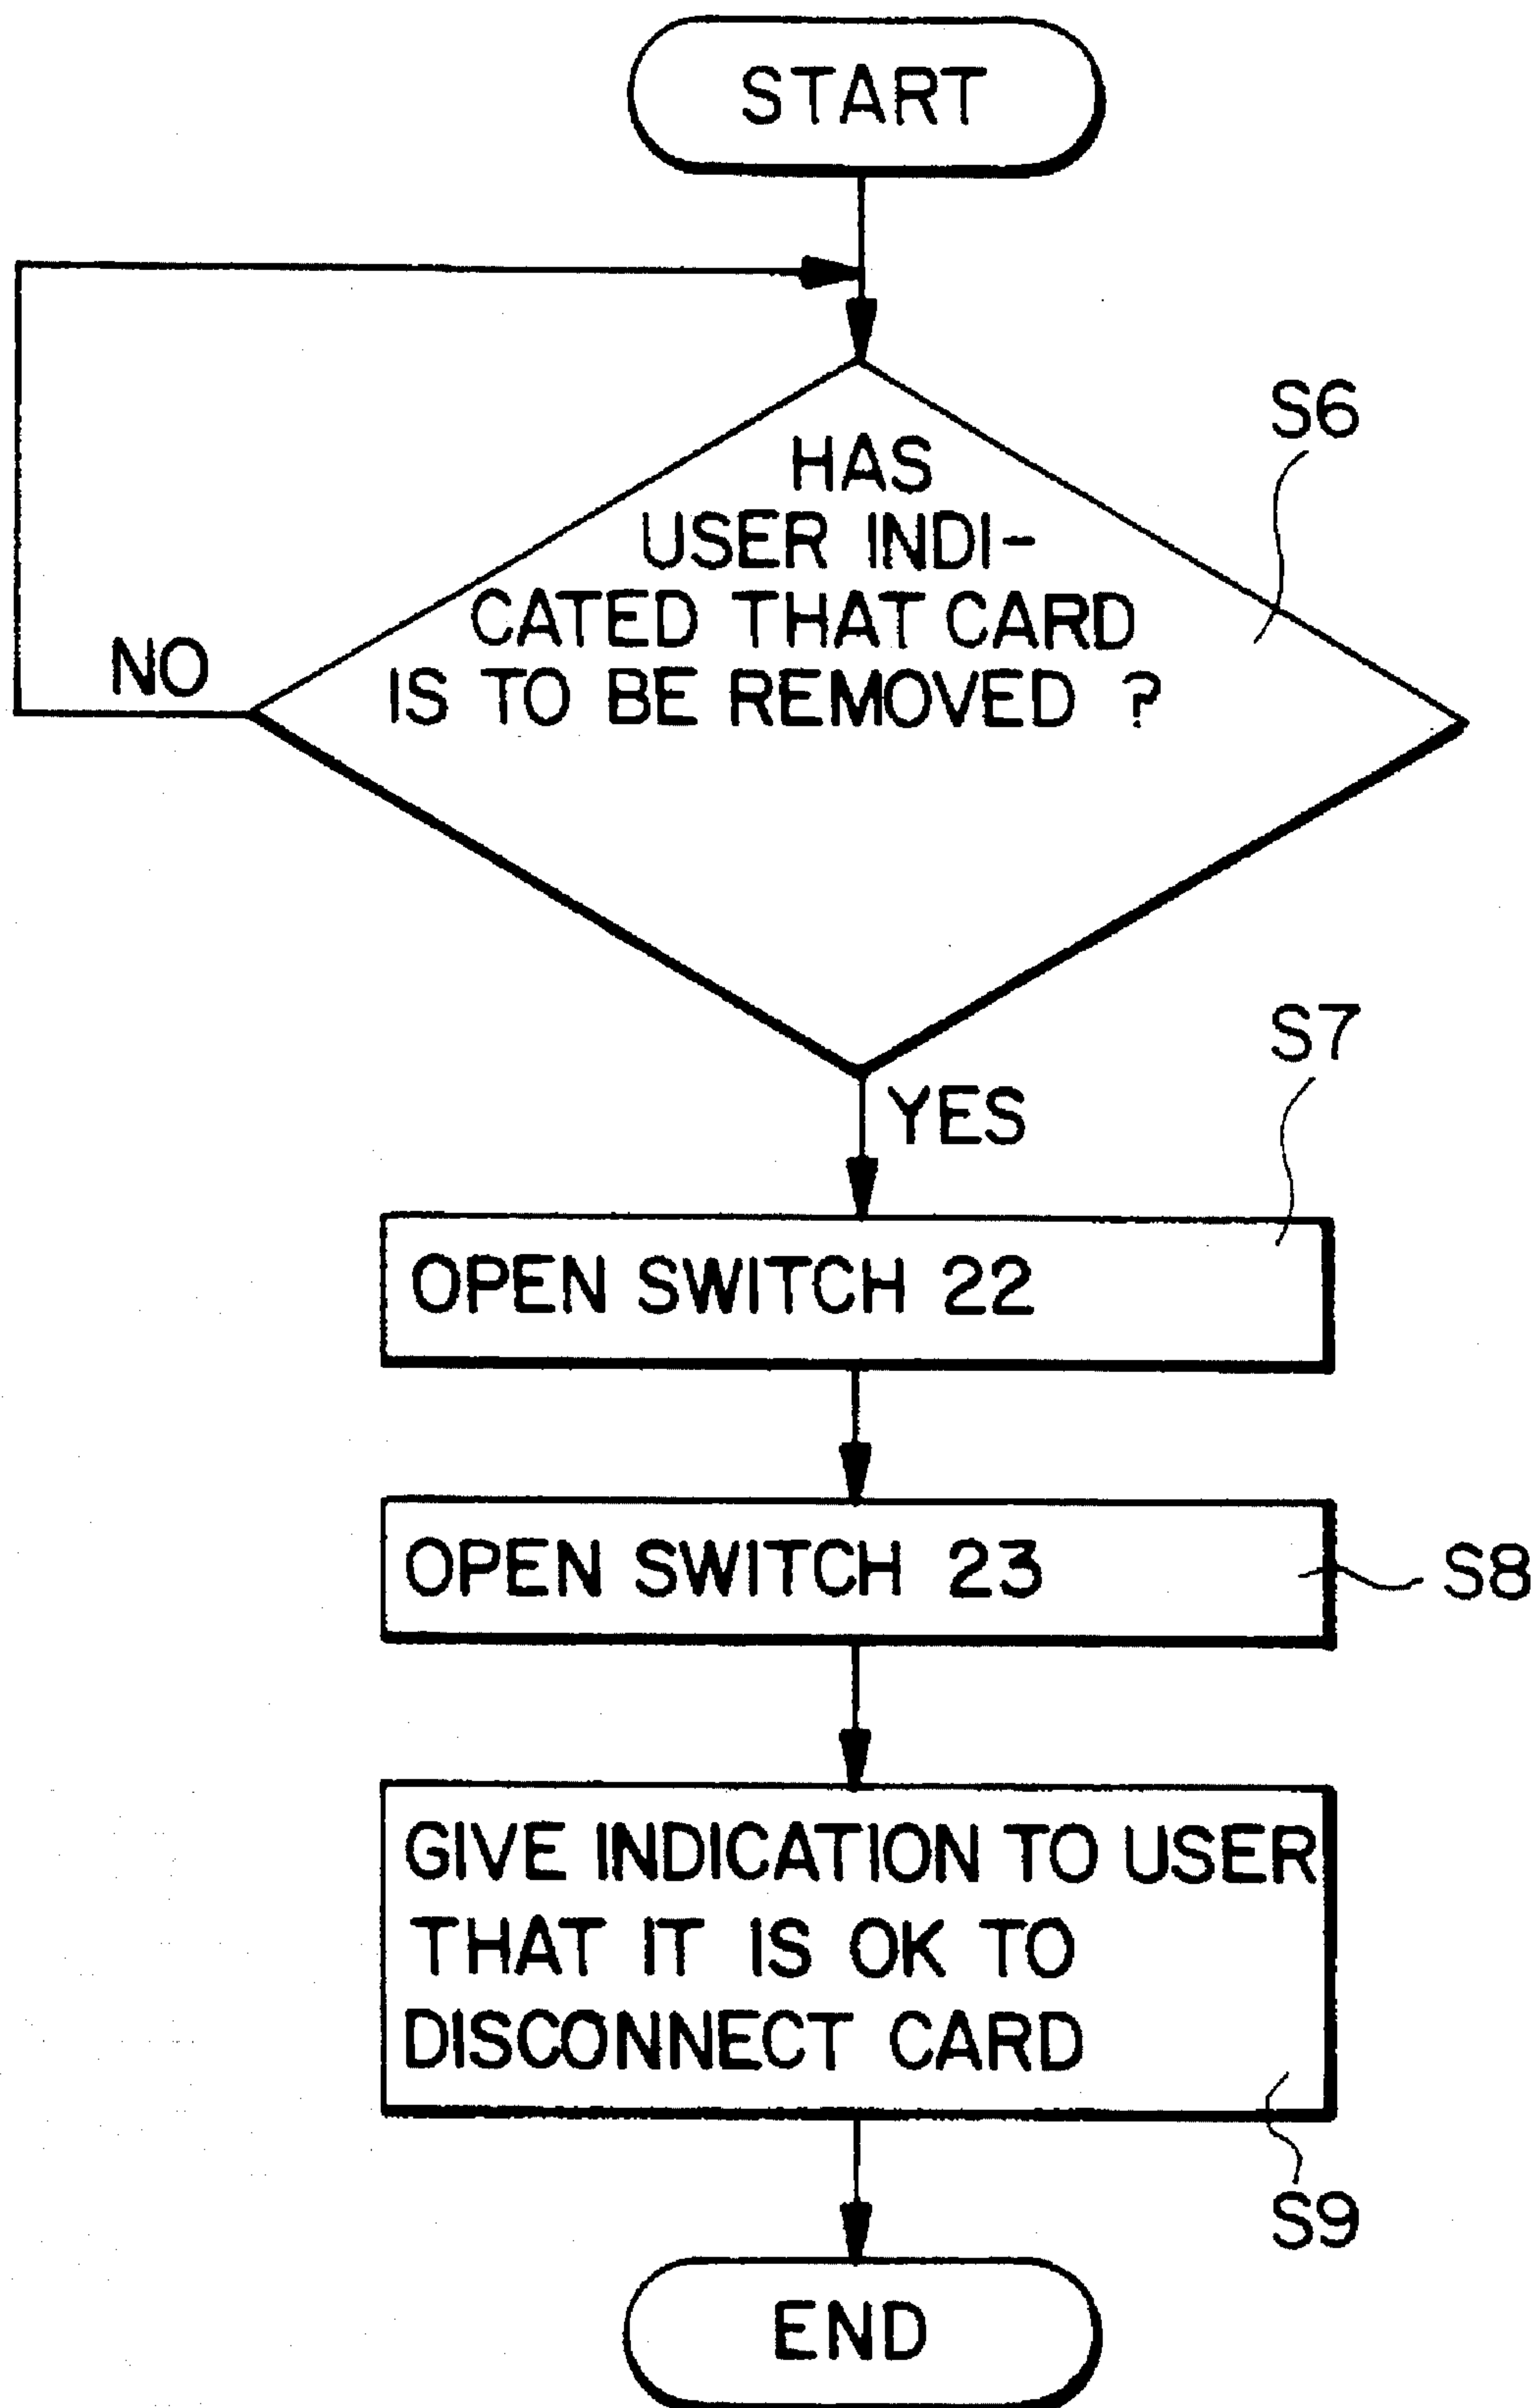 START
S6
HAS
USER INDI-
CATED THAT CARD
IS TO BE REMOVED ?
NO
S7
YES
OPEN SWITCH 22
OPEN SWITCH 23
S8
GIVE INDICATION TO USER
THAT IT IS OK TO
DISCONNECT CARD
S9
END